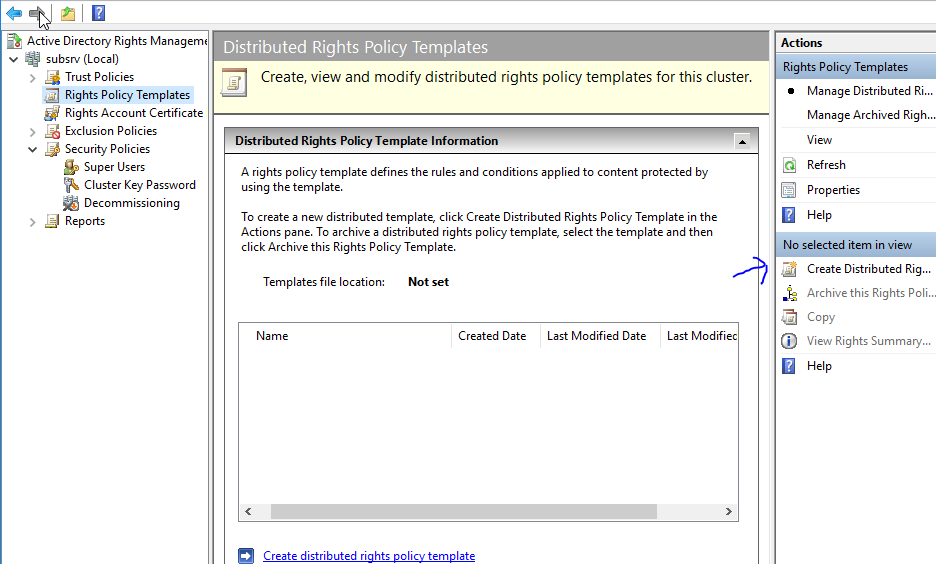 Active Directory Rights Manageme
subsrv (Local)
Trust Policies
Rights Policy Templates
Rights Account Certificate
Exclusion Policies
Security Policies
Super Users
Cluster Key Password
Decommissioning
Reports
Distributed Rights Policy Templates
Create, view and modify distributed rights policy templates for this cluster.
Distributed Rights Policy Template Information
A rights policy template defines the rules and conditions applied to content protected by
using the template.
To create a new distributed template, click Create Distributed Rights Policy Template in the
Actions pane. To archive a distributed rights policy template, select the template and then
click Archive this Rights Policy Template.
Templates file location: Not set
Name Created Date Last Modified Date Last Modified
Create distributed rights policy template
Actions
Rights Policy Templates
Manage Distributed Ri...
Manage Archived Righ...
View
Refresh
Properties
Help
No selected item in view
Create Distributed Rig...
Archive this Rights Poli...
Copy
View Rights Summary...
Help